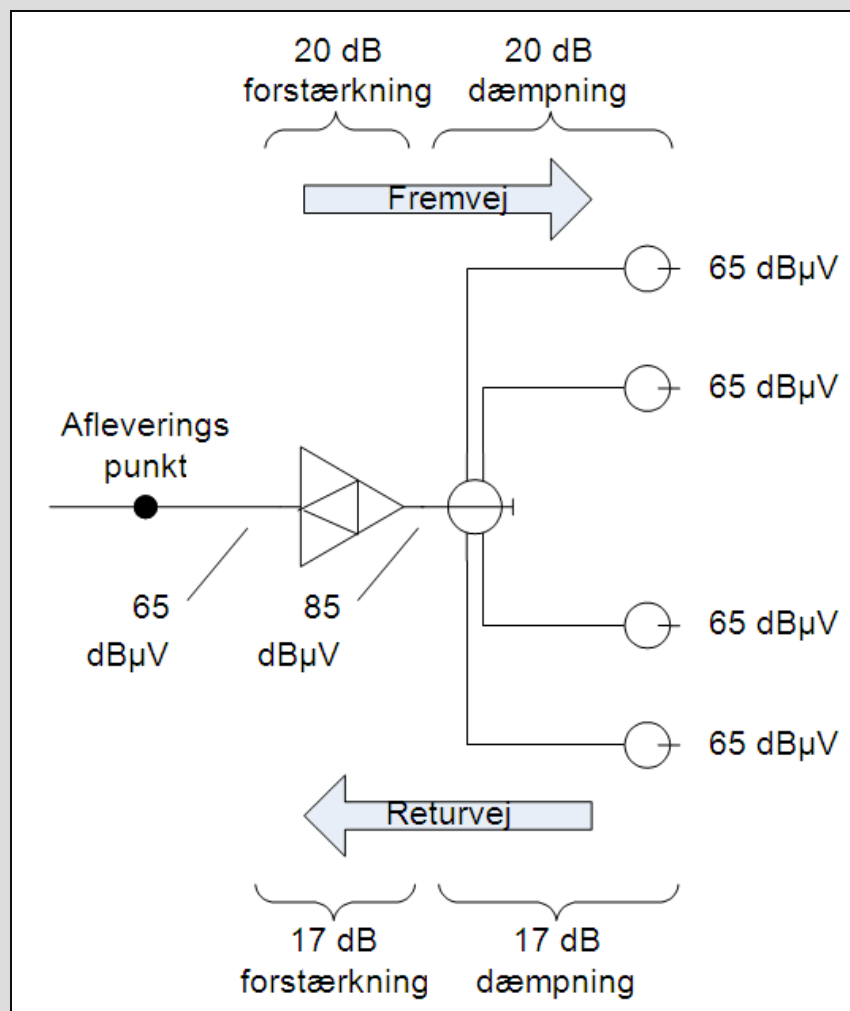 20 dB
forstærkning
20 dB
dæmpning
Fremvej
65 dBµV
65 dBµV
Afleverings
punkt
65
dBµV
85
dBµV
65 dBµV
65 dBµV
Returvej
17 dB
forstærkning
17 dB
dæmpning